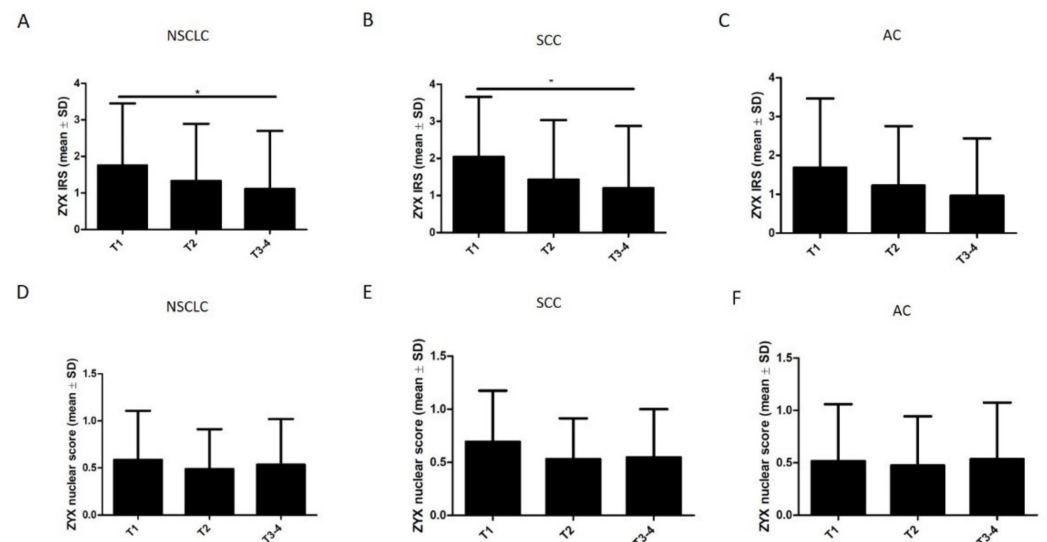 A
NSCLC
ZYX IRS (mean ± SD)
4
3
2
1
0
*
T1
T2
T3-4
B
SCC
ZYX IRS (mean ± SD)
4
3
2
1
0
T1
T2
T3-4
C
AC
ZYX IRS (mean ± SD)
4
3
2
1
0
T1
T2
T3-4
D
NSCLC
ZYX nuclear score (mean ± SD)
1.5
1.0
0.5
0.0
T1
T2
T3-4
E
SCC
ZYX nuclear score (mean ± SD)
1.5
1.0
0.5
0.0
T1
T2
T3-4
F
AC
ZYX nuclear score (mean ± SD)
1.5
1.0
0.5
0.0
T1
T2
T3-4